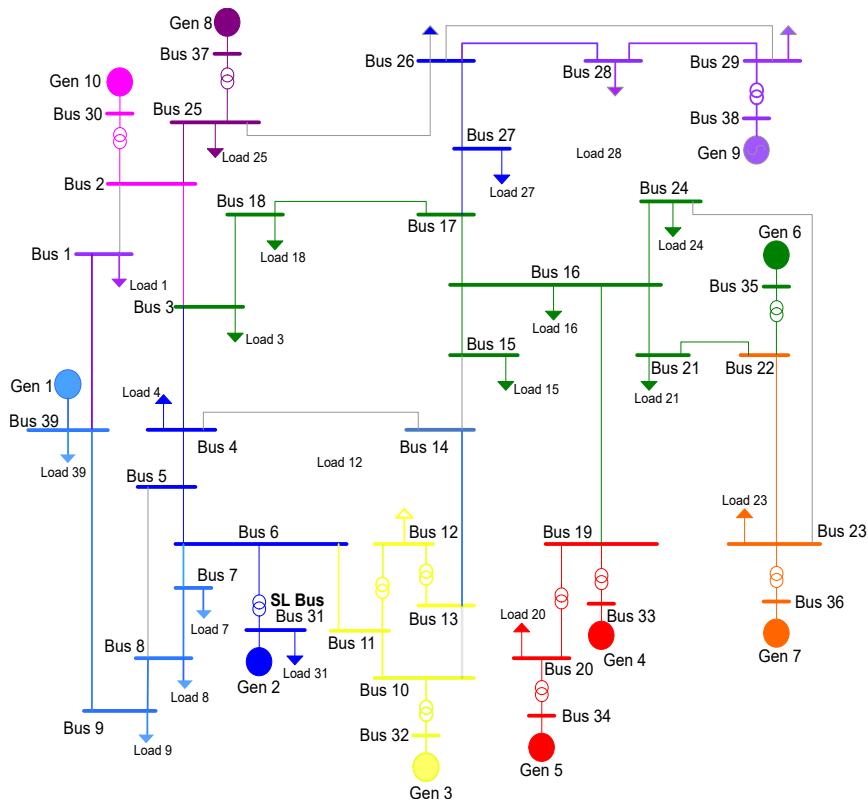 Gen 8
Bus 37
Bus 26
Bus 28
Bus 29
Gen 10
Bus 30
Bus 25
Bus 38
Bus 27
Gen 9
Load 25
Load 28
Bus 2
Load 27
Bus 18
Bus 24
Bus 17
Gen 6
Bus 1
Load 18
Load 24
Bus 16
Load 1
Bus 35
Bus 3
Load 3
Load 16
Bus 15
Bus 21
Bus 22
Gen 1
Load 4
Load 15
Load 21
Bus 39
Bus 4
Bus 14
Load 39
Load 12
Bus 5
Load 23
Bus 6
Bus 12
Bus 19
Bus 23
Bus 7
SL Bus
Bus 31
Load 7
Bus 13
Load 20
Bus 33
Bus 36
Bus 8
Bus 11
Gen 4
Gen 7
Load 31
Load 8
Gen 2
Bus 10
Bus 20
Bus 9
Bus 34
Bus 32
Load 9
Gen 3
Gen 5